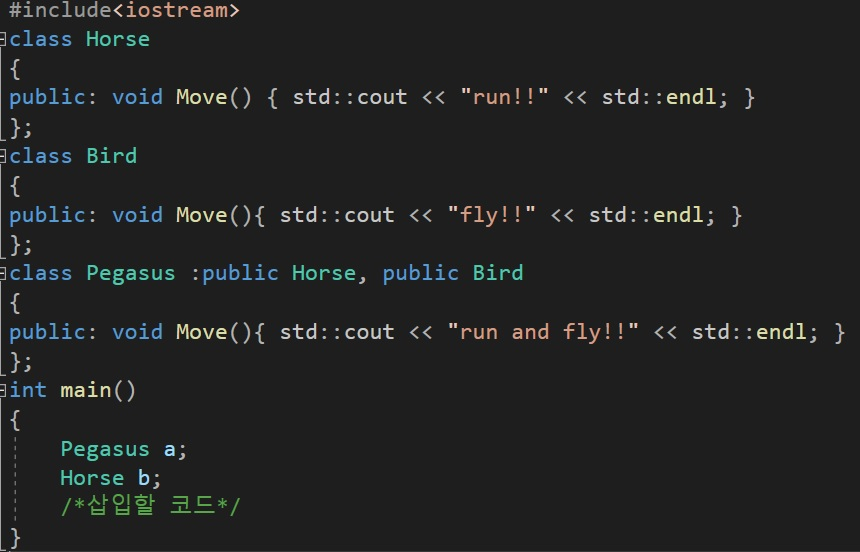 #include<iostream>
class Horse
{
public: void Move() { std::cout << "run!!" << std::endl; }
};
class Bird
{
public: void Move(){ std::cout << "fly!!" << std::endl; }
};
class Pegasus :public Horse, public Bird
{
public: void Move(){ std::cout << "run and fly!!" << std::endl; }
};
int main()
{
    Pegasus a;
    Horse b;
    /*삽입할 코드*/
}